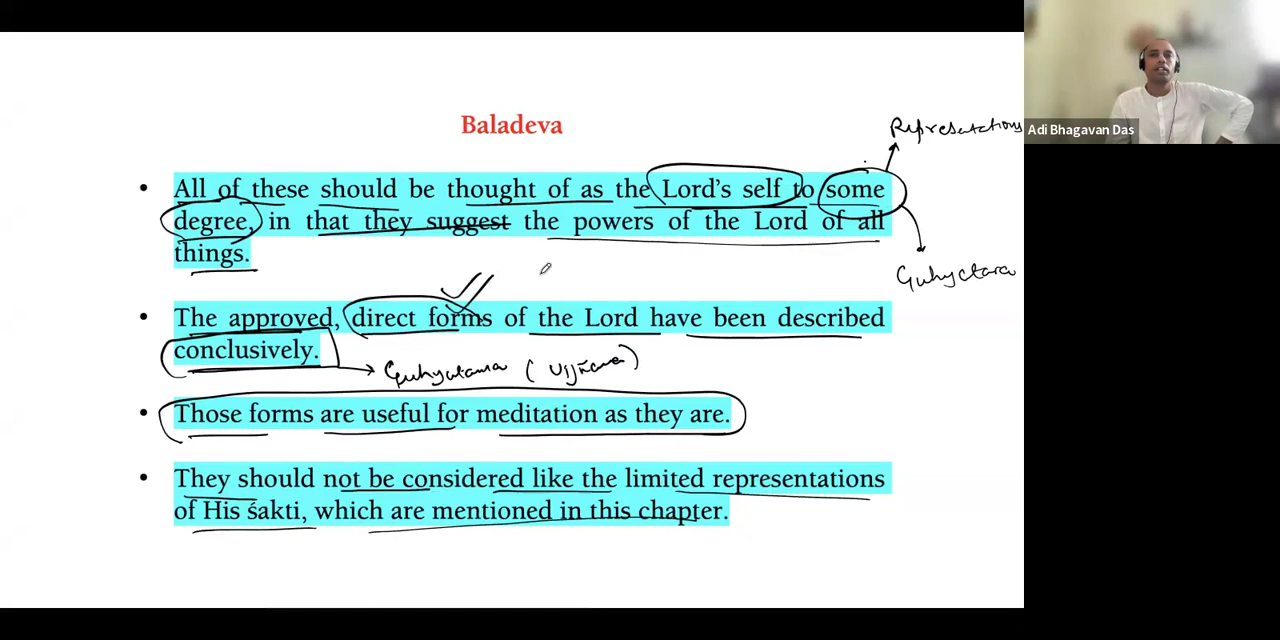 Baladeva
Representations
Adi Bhagavan Das
• All of these should be thought of as the Lord's self to some
degree, in that they suggest the powers of the Lord of all
things.
Guhyatara
• The approved, direct forms of the Lord have been described
conclusively.
Guhyatama (Vijñana)
• Those forms are useful for meditation as they are.
• They should not be considered like the limited representations
of His śakti, which are mentioned in this chapter.